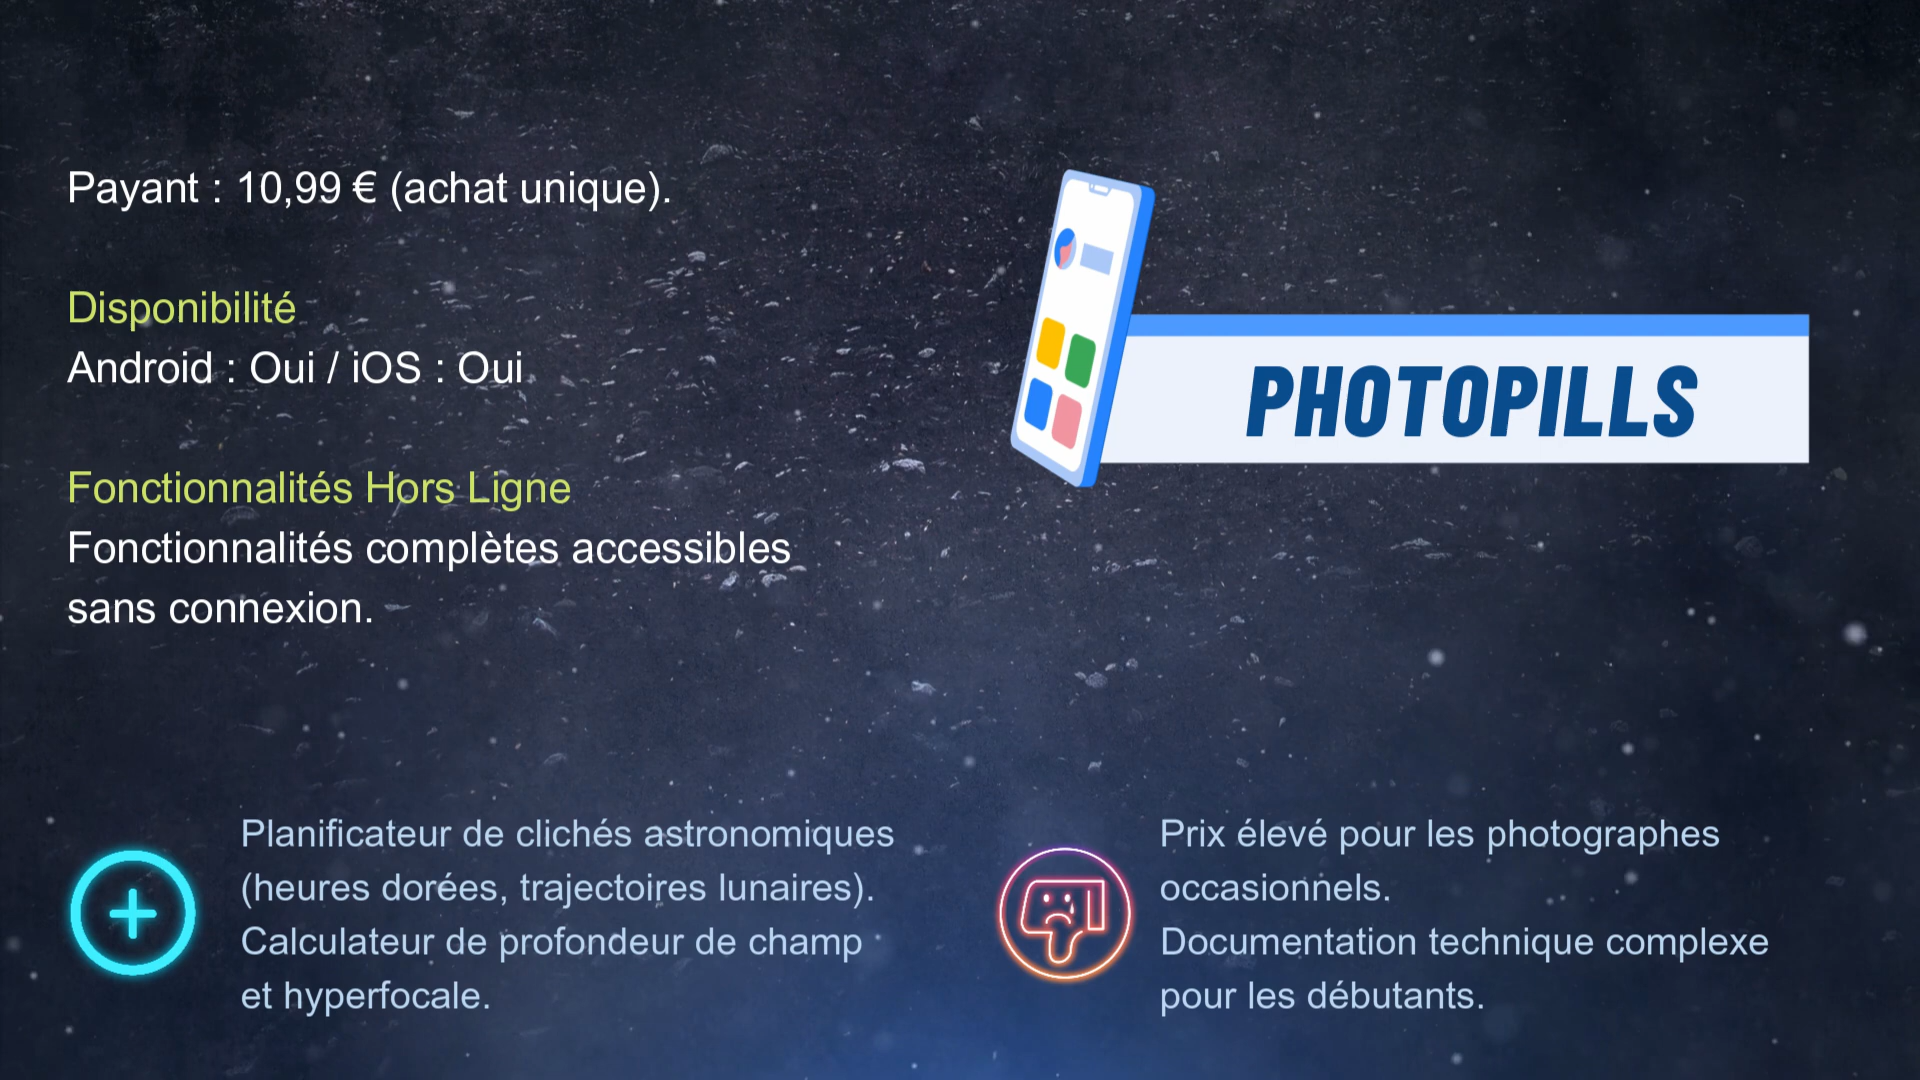 Payant : 10,99 € (achat unique).
Disponibilité
Android : Oui / iOS : Oui
Fonctionnalités Hors Ligne
Fonctionnalités complètes accessibles
sans connexion.
PHOTOPILLS
Planificateur de clichés astronomiques
(heures dorées, trajectoires lunaires).
Calculateur de profondeur de champ
et hyperfocale.
Prix élevé pour les photographes
occasionnels.
Documentation technique complexe
pour les débutants.